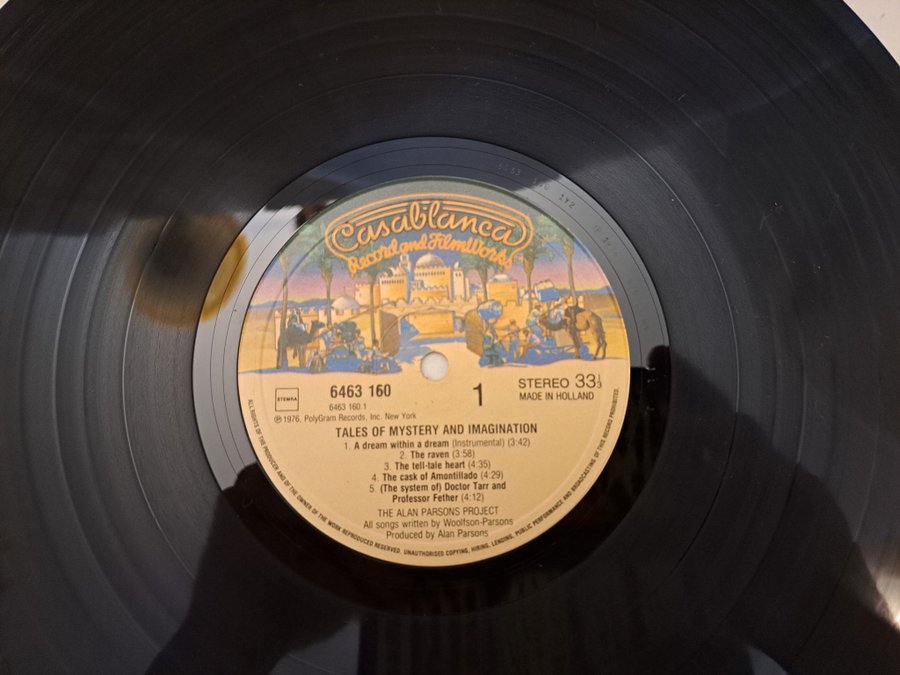 Casablanca
Record and FilmWorks
6463 160
1
STEREO 33 1/3
STEMRA
6463 160.1
MADE IN HOLLAND
℗ 1976, PolyGram Records, Inc. New York
TALES OF MYSTERY AND IMAGINATION
1. A dream within a dream (Instrumental) (3:42)
2. The raven (3:58)
3. The tell-tale heart (4:35)
4. The cask of Amontillado (4:29)
5. (The system of) Doctor Tarr and
Professor Fether (4:12)
THE ALAN PARSONS PROJECT
All songs written by Woolfson-Parsons
Produced by Alan Parsons
ALL RIGHTS OF THE PRODUCER AND OF THE OWNER OF THE WORK REPRODUCED RESERVED. UNAUTHORISED COPYING, HIRING, LENDING, PUBLIC PERFORMANCE AND BROADCASTING OF THIS RECORD PROHIBITED.